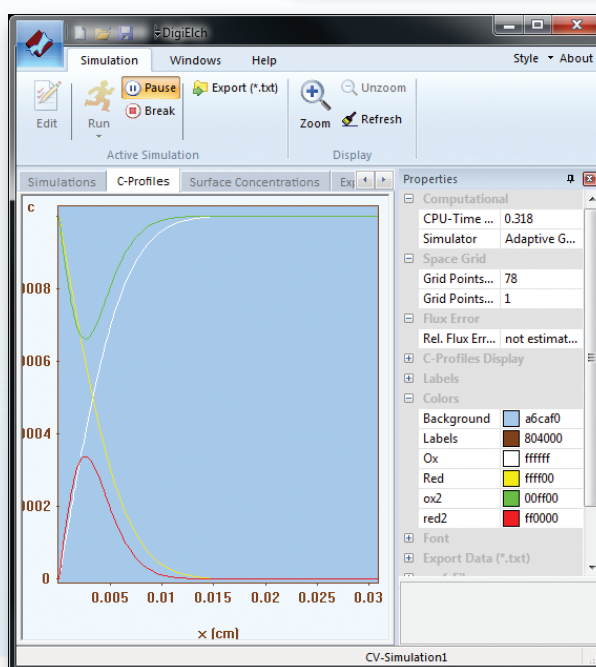 DigiElch
Simulation Windows Help Style About
Edit Run Pause Export (*.txt) Zoom Unzoom
Break Refresh
Active Simulation Display
Simulations C-Profiles Surface Concentrations Properties
c
Computational
CPU-Time ... 0.318
Simulator Adaptive G...
Space Grid
Grid Points... 78
Grid Points... 1
Flux Error
Rel. Flux Err... not estimat...
C-Profiles Display
Labels
Colors
Background a6caf0
Labels 804000
Ox ffffff
Red ffff00
ox2 00ff00
red2 ff0000
Font
Export Data (*.txt)
0008
0006
0004
0002
0
0.005 0.01 0.015 0.02 0.025 0.03
x (cm)
CV-Simulation1